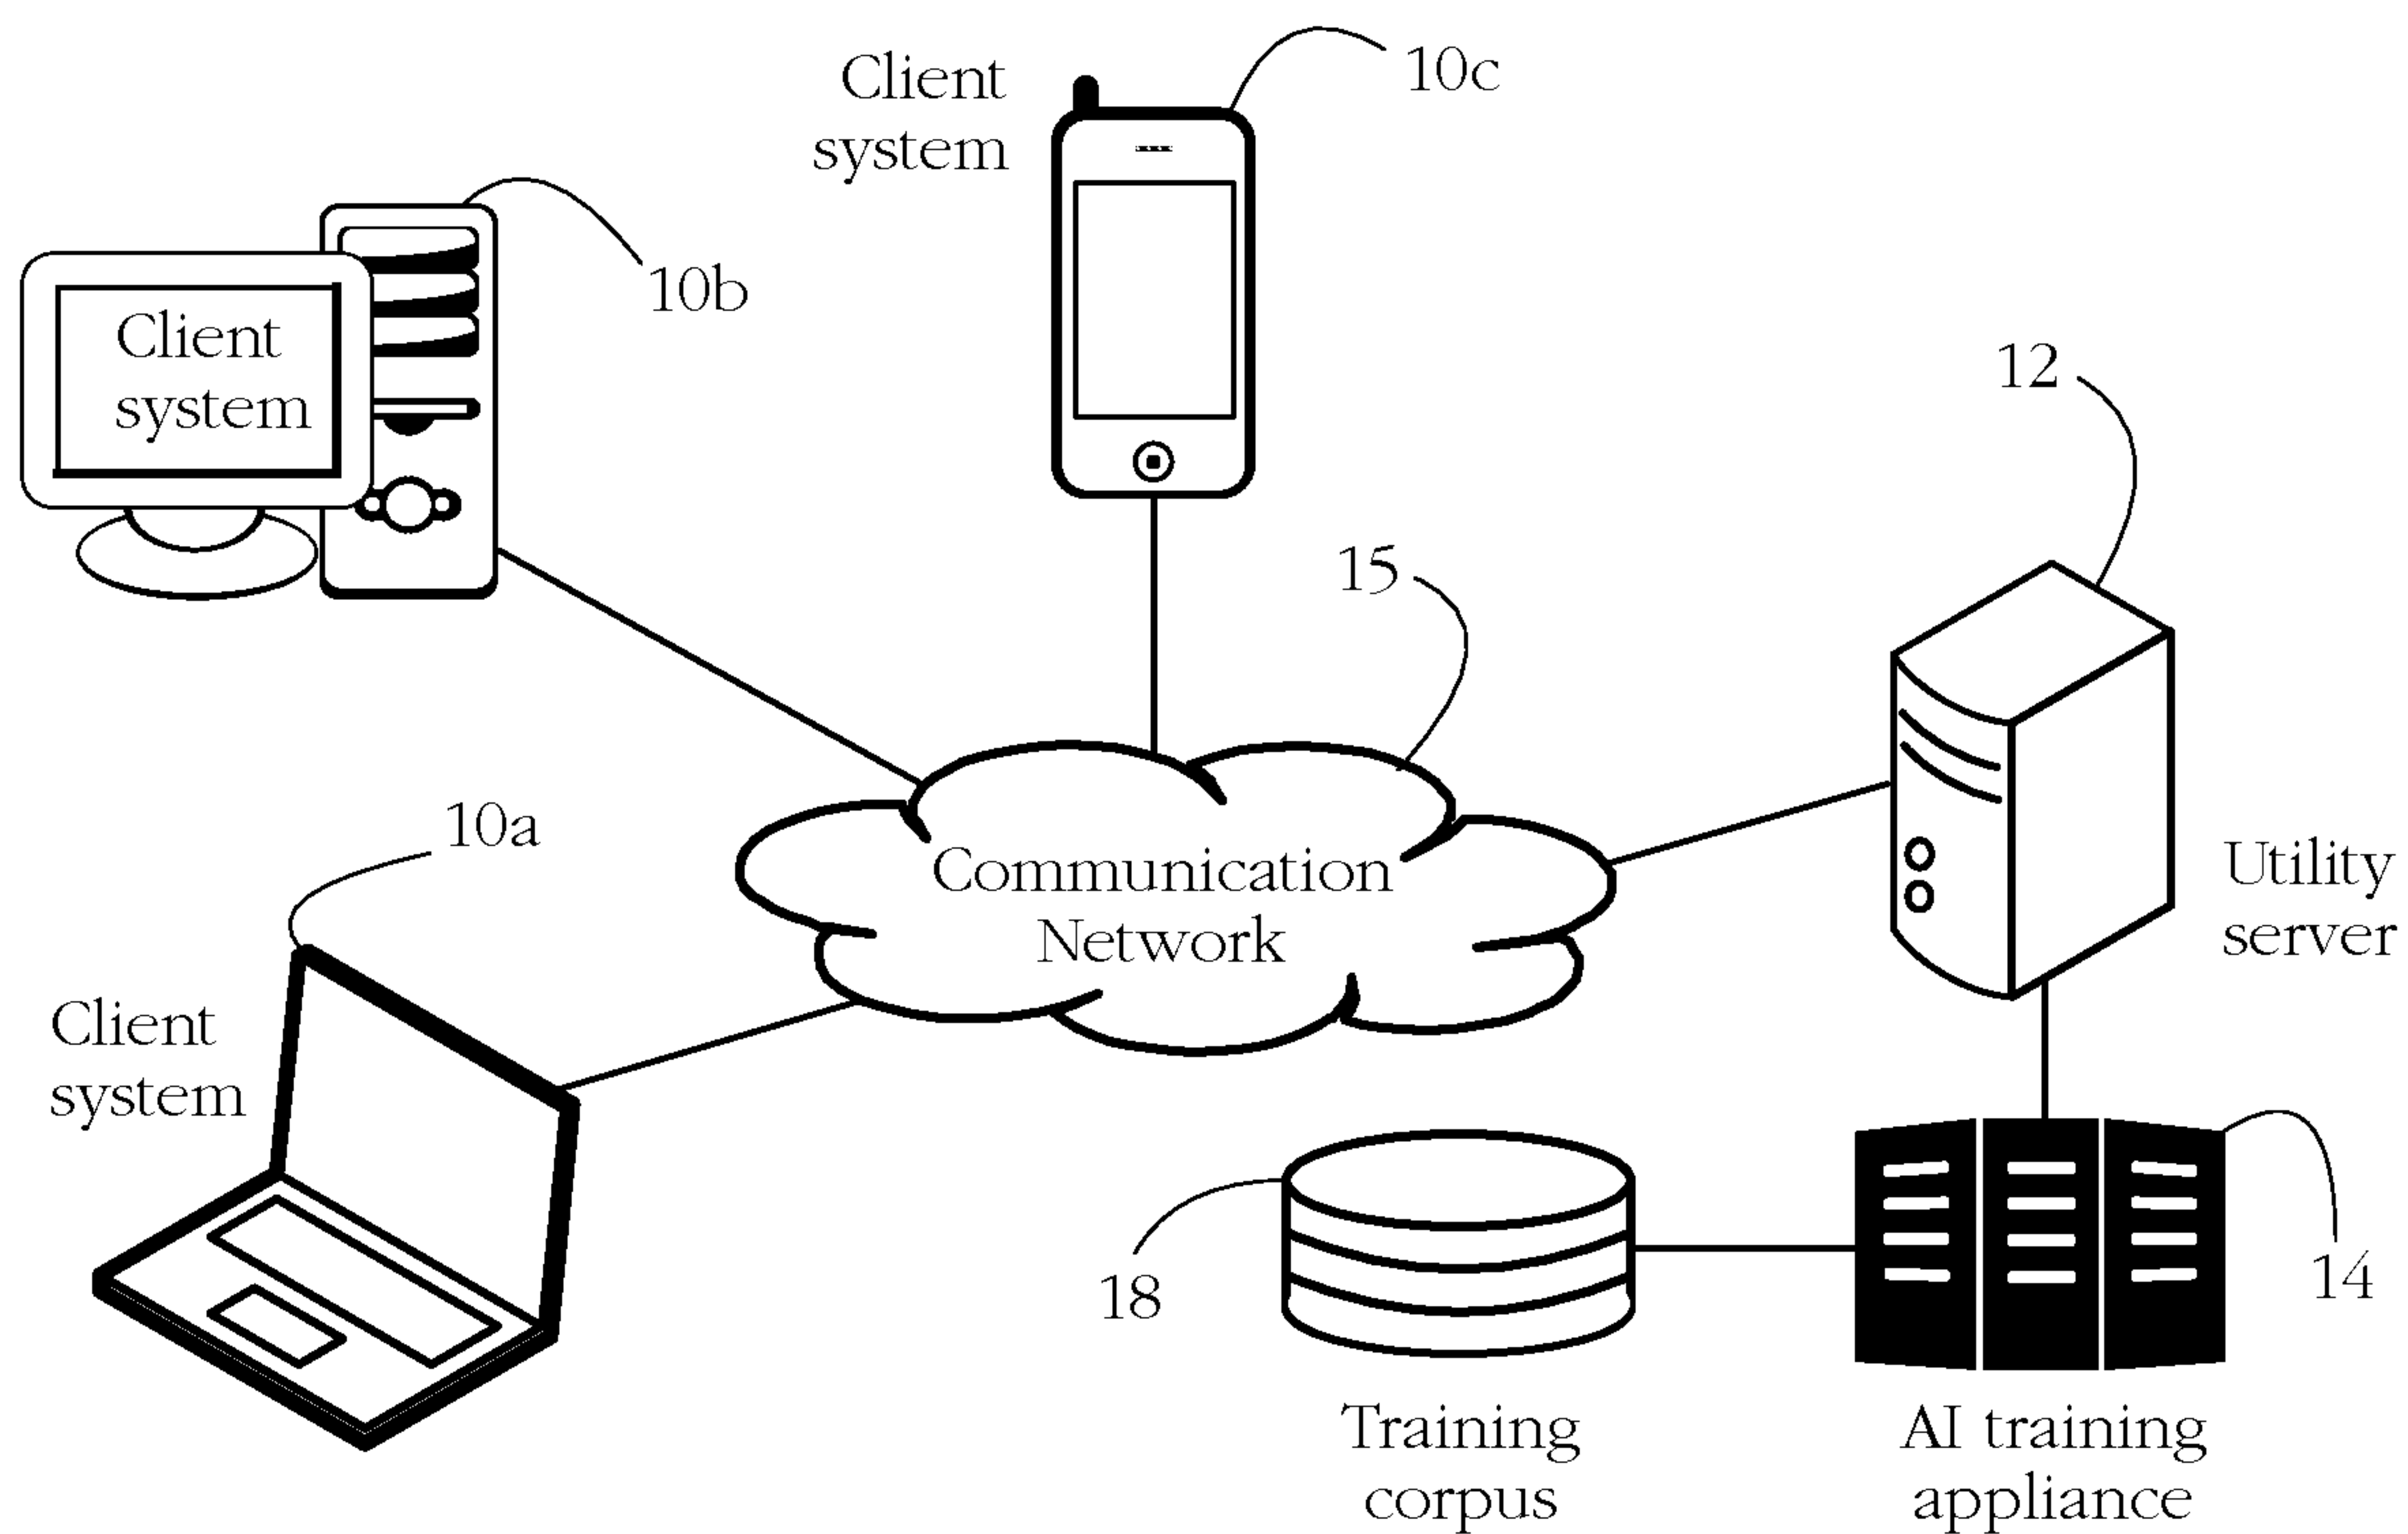 Client
system
10c
10b
Client
system
12
15
10a
Communication
Network
Utility
server
Client
system
18
14
Training
corpus
AI training
appliance